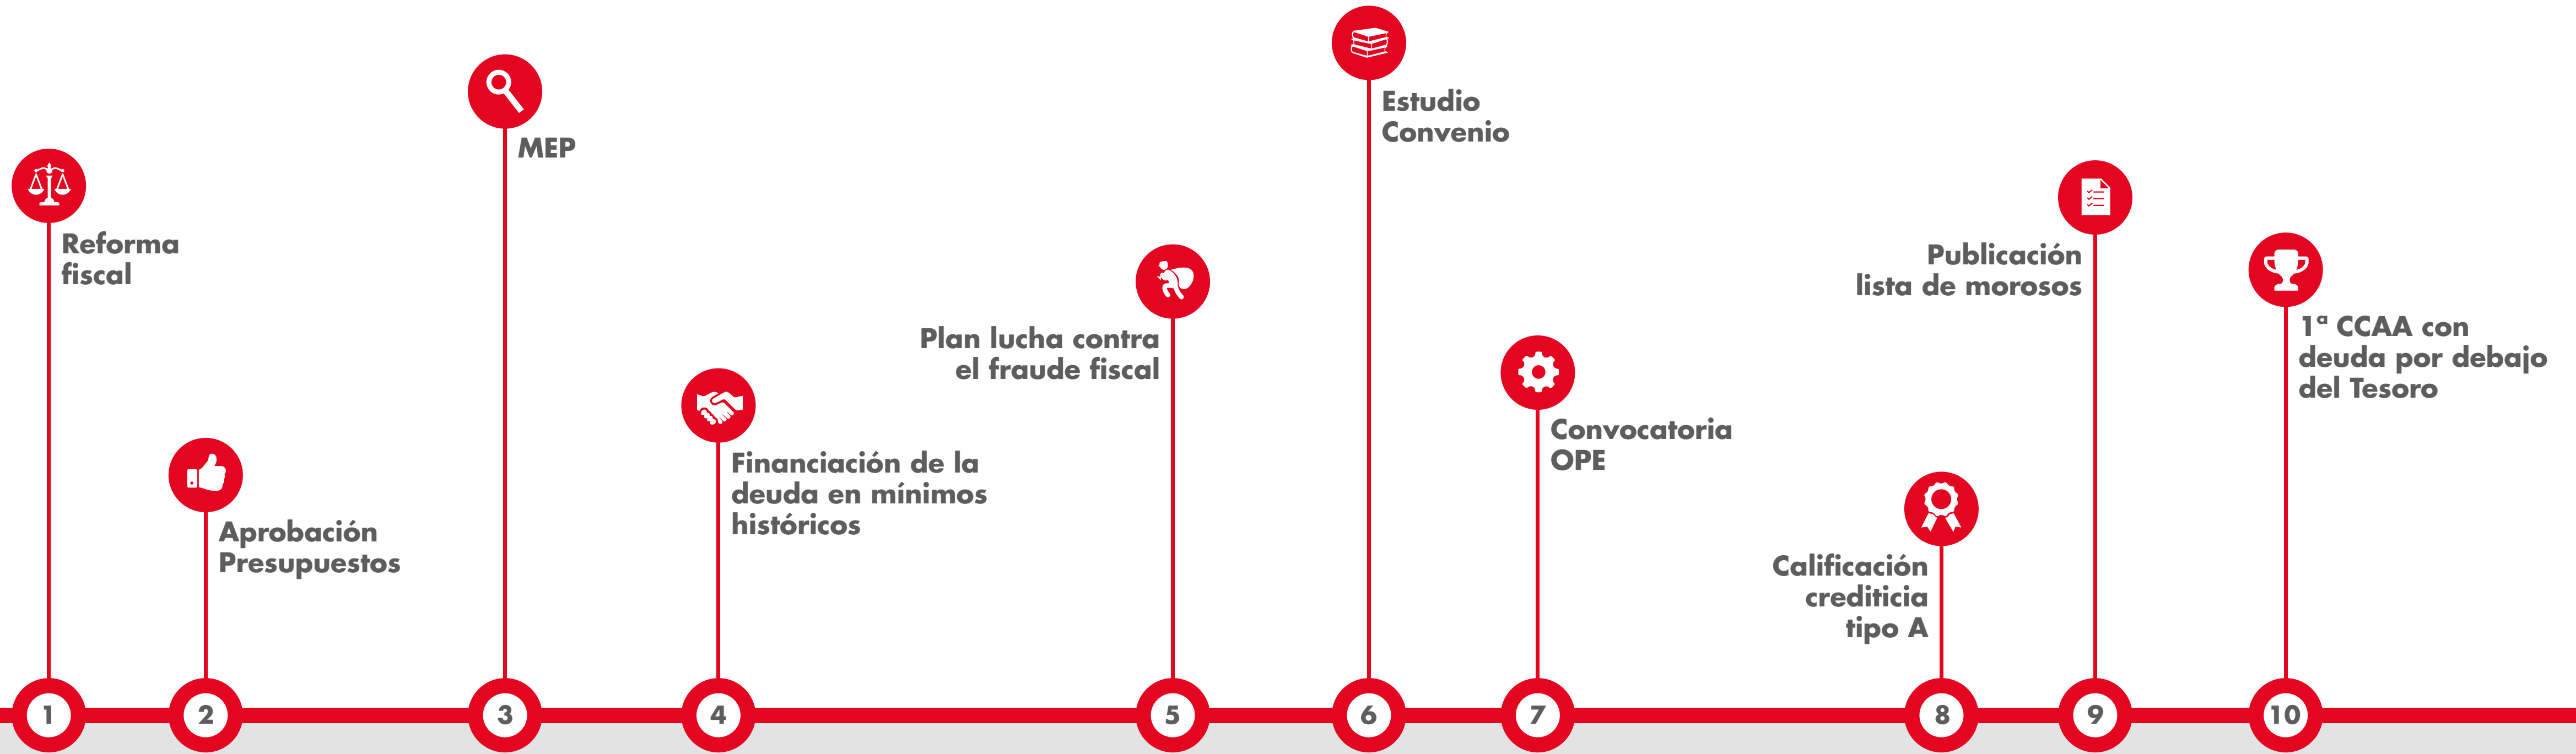 Reforma
fiscal
Aprobación
Presupuestos
MEP
Financiación de la
deuda en mínimos
históricos
Plan lucha contra
el fraude fiscal
Estudio
Convenio
Convocatoria
OPE
Calificación
crediticia
tipo A
Publicación
lista de morosos
1ª CCAA con
deuda por debajo
del Tesoro
1
2
3
4
5
6
7
8
9
10